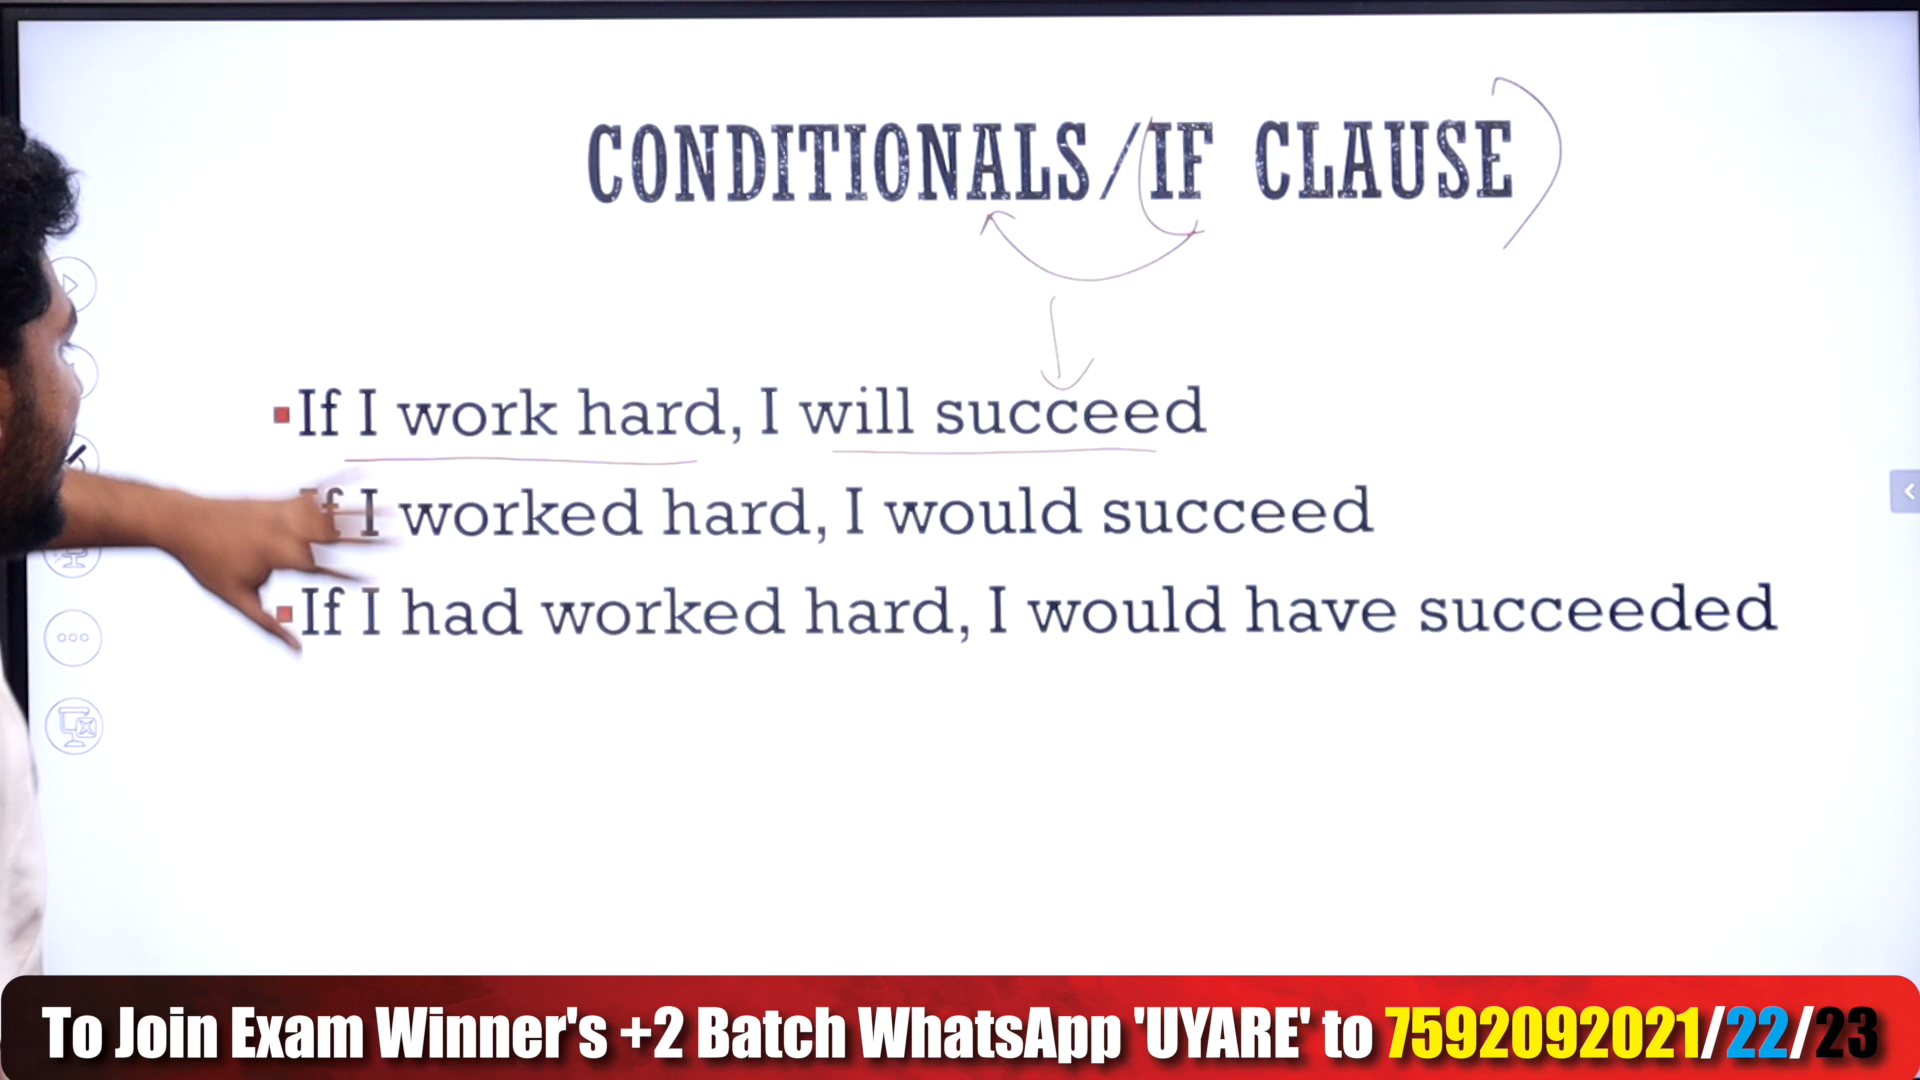 CONDITIONALS/IF CLAUSE
If I work hard, I will succeed
If I worked hard, I would succeed
If I had worked hard, I would have succeeded
To Join Exam Winner's +2 Batch WhatsApp 'UYARE' to 7592092021/22/23